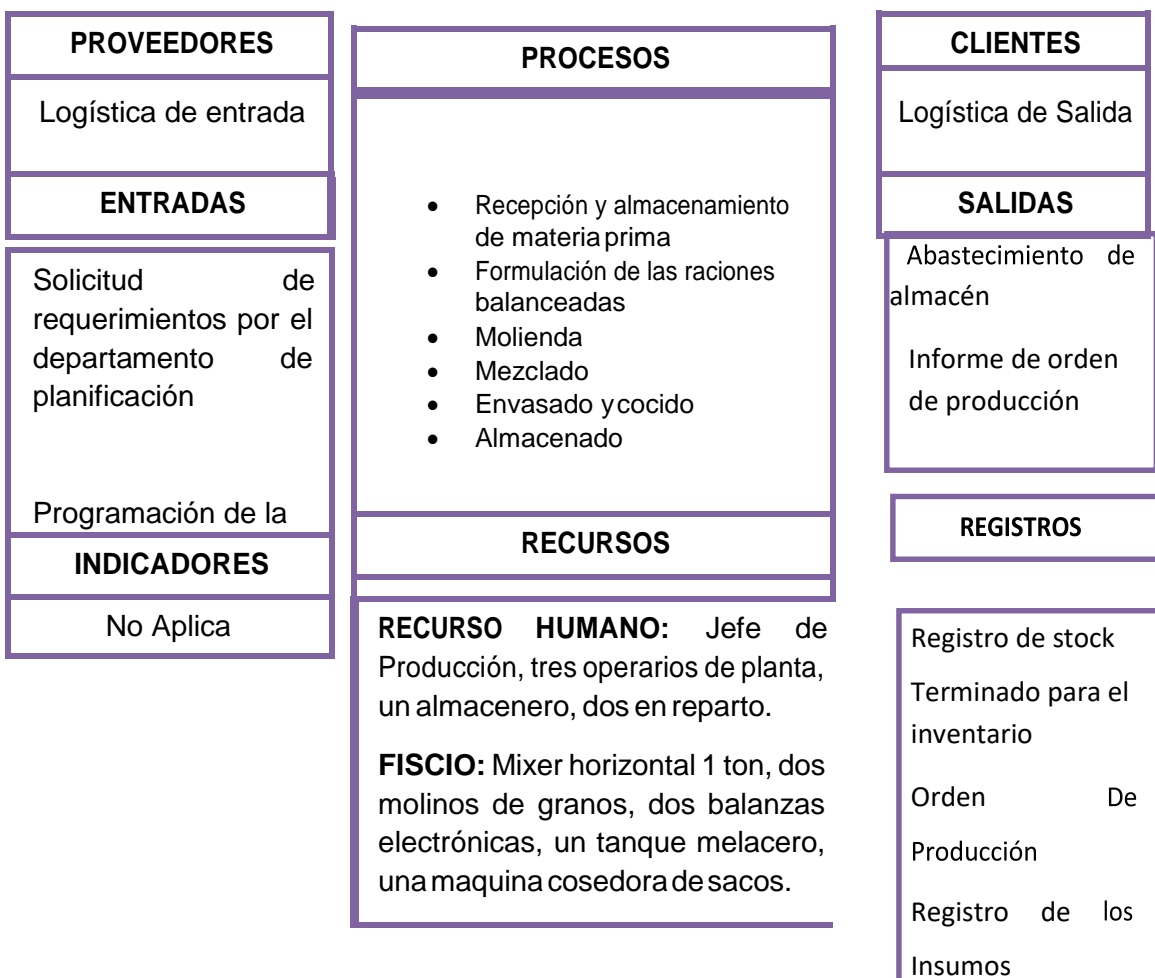 PROVEEDORES
Logística de entrada
ENTRADAS
Solicitud de
requerimientos por el
departamento de
planificación
Programación de la
INDICADORES
No Aplica
PROCESOS
• Recepción y almacenamiento
de materia prima
• Formulación de las raciones
balanceadas
• Molienda
• Mezclado
• Envasado y cocido
• Almacenado
RECURSOS
RECURSO HUMANO: Jefe de
Producción, tres operarios de planta,
un almacenero, dos en reparto.
FISCIO: Mixer horizontal 1 ton, dos
molinos de granos, dos balanzas
electrónicas, un tanque melacero,
una maquina cosedora de sacos.
CLIENTES
Logística de Salida
SALIDAS
Abastecimiento de
almacén
Informe de orden
de producción
REGISTROS
Registro de stock
Terminado para el
inventario
Orden De
Producción
Registro de los
Insumos